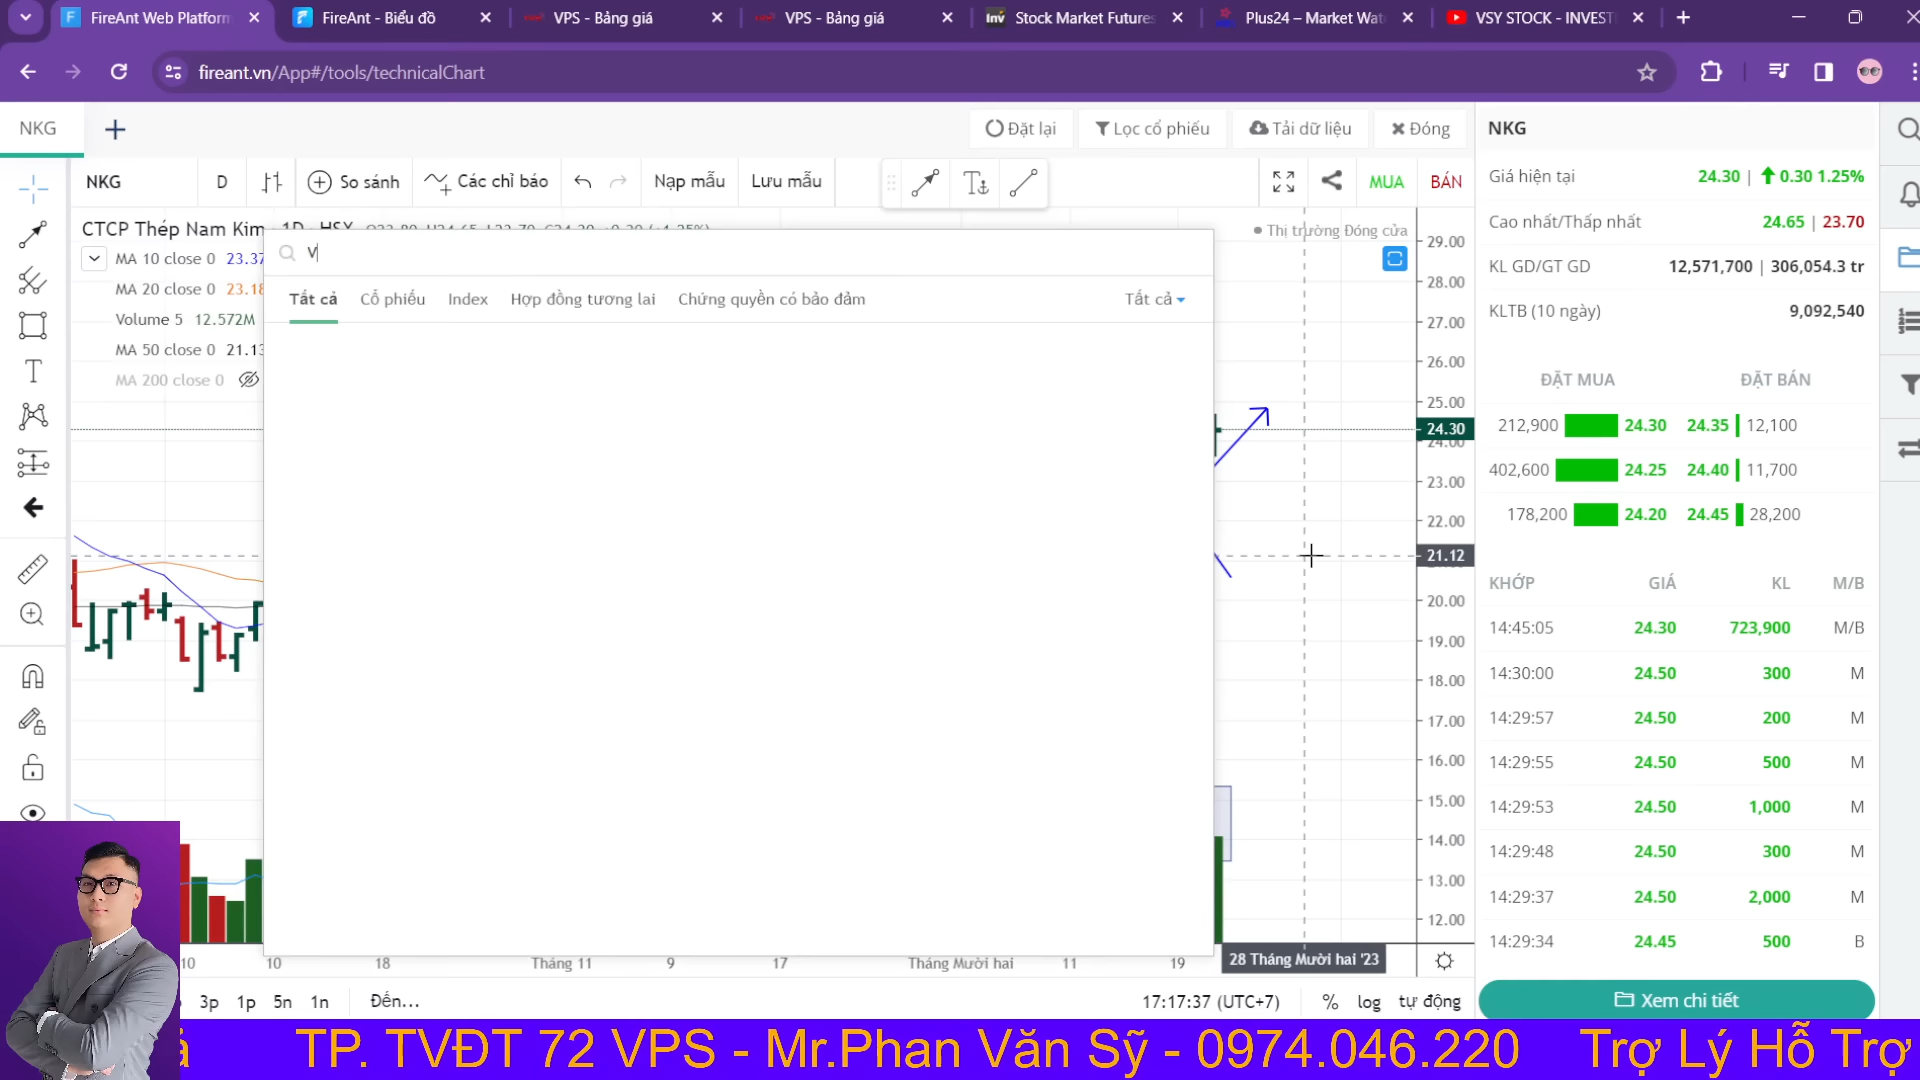 FireAnt Web Platform
FireAnt - Biểu đồ
VPS - Bảng giá
VPS - Bảng giá
Inv Stock Market Futures
Plus24 – Market Wat
VSY STOCK - INVEST
fireant.vn/App#/tools/technicalChart
NKG
Đặt lại
Lọc cổ phiếu
Tải dữ liệu
Đóng
NKG
NKG
D
So sánh
Các chỉ báo
Nạp mẫu
Lưu mẫu
MUA
BÁN
CTCP Thép Nam Kim · 1D · HSX
Thị trường Đóng cửa
MA 10 close 0 23.37
MA 20 close 0 23.18
Volume 5 12.572M
MA 50 close 0 21.13
MA 200 close 0
V
Tất cả
Cổ phiếu
Index
Hợp đồng tương lai
Chứng quyền có bảo đảm
Tất cả
29.00
28.00
27.00
26.00
25.00
24.30
24.00
23.00
22.00
21.12
20.00
19.00
18.00
17.00
16.00
15.00
14.00
13.00
12.00
10
10
18
Tháng 11
9
17
Tháng Mười hai
11
19
28 Tháng Mười hai '23
3p
1p
5n
1n
Đến...
17:17:37 (UTC+7)
%
log
tự động
Giá hiện tại 24.30 | 0.30 1.25%
Cao nhất/Thấp nhất 24.65 | 23.70
KL GD/GT GD 12,571,700 | 306,054.3 tr
KLTB (10 ngày) 9,092,540
ĐẶT MUA ĐẶT BÁN
212,900 24.30 24.35 12,100
402,600 24.25 24.40 11,700
178,200 24.20 24.45 28,200
KHỚP GIÁ KL M/B
14:45:05 24.30 723,900 M/B
14:30:00 24.50 300 M
14:29:57 24.50 200 M
14:29:55 24.50 500 M
14:29:53 24.50 1,000 M
14:29:48 24.50 300 M
14:29:37 24.50 2,000 M
14:29:34 24.45 500 B
Xem chi tiết
TP. TVĐT 72 VPS - Mr.Phan Văn Sỹ - 0974.046.220 Trợ Lý Hỗ Trợ